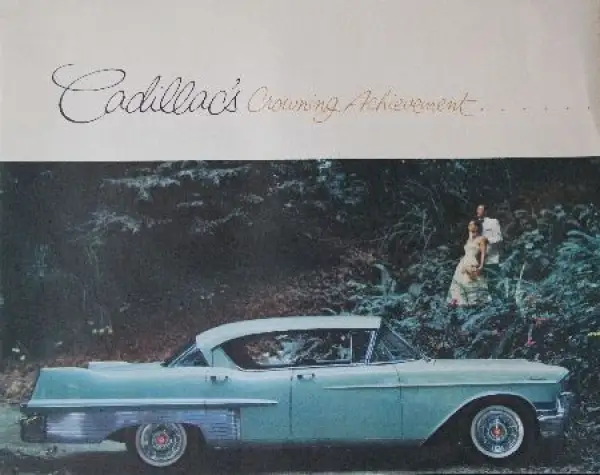 Cadillac's Crowning Achievement . . . . . .